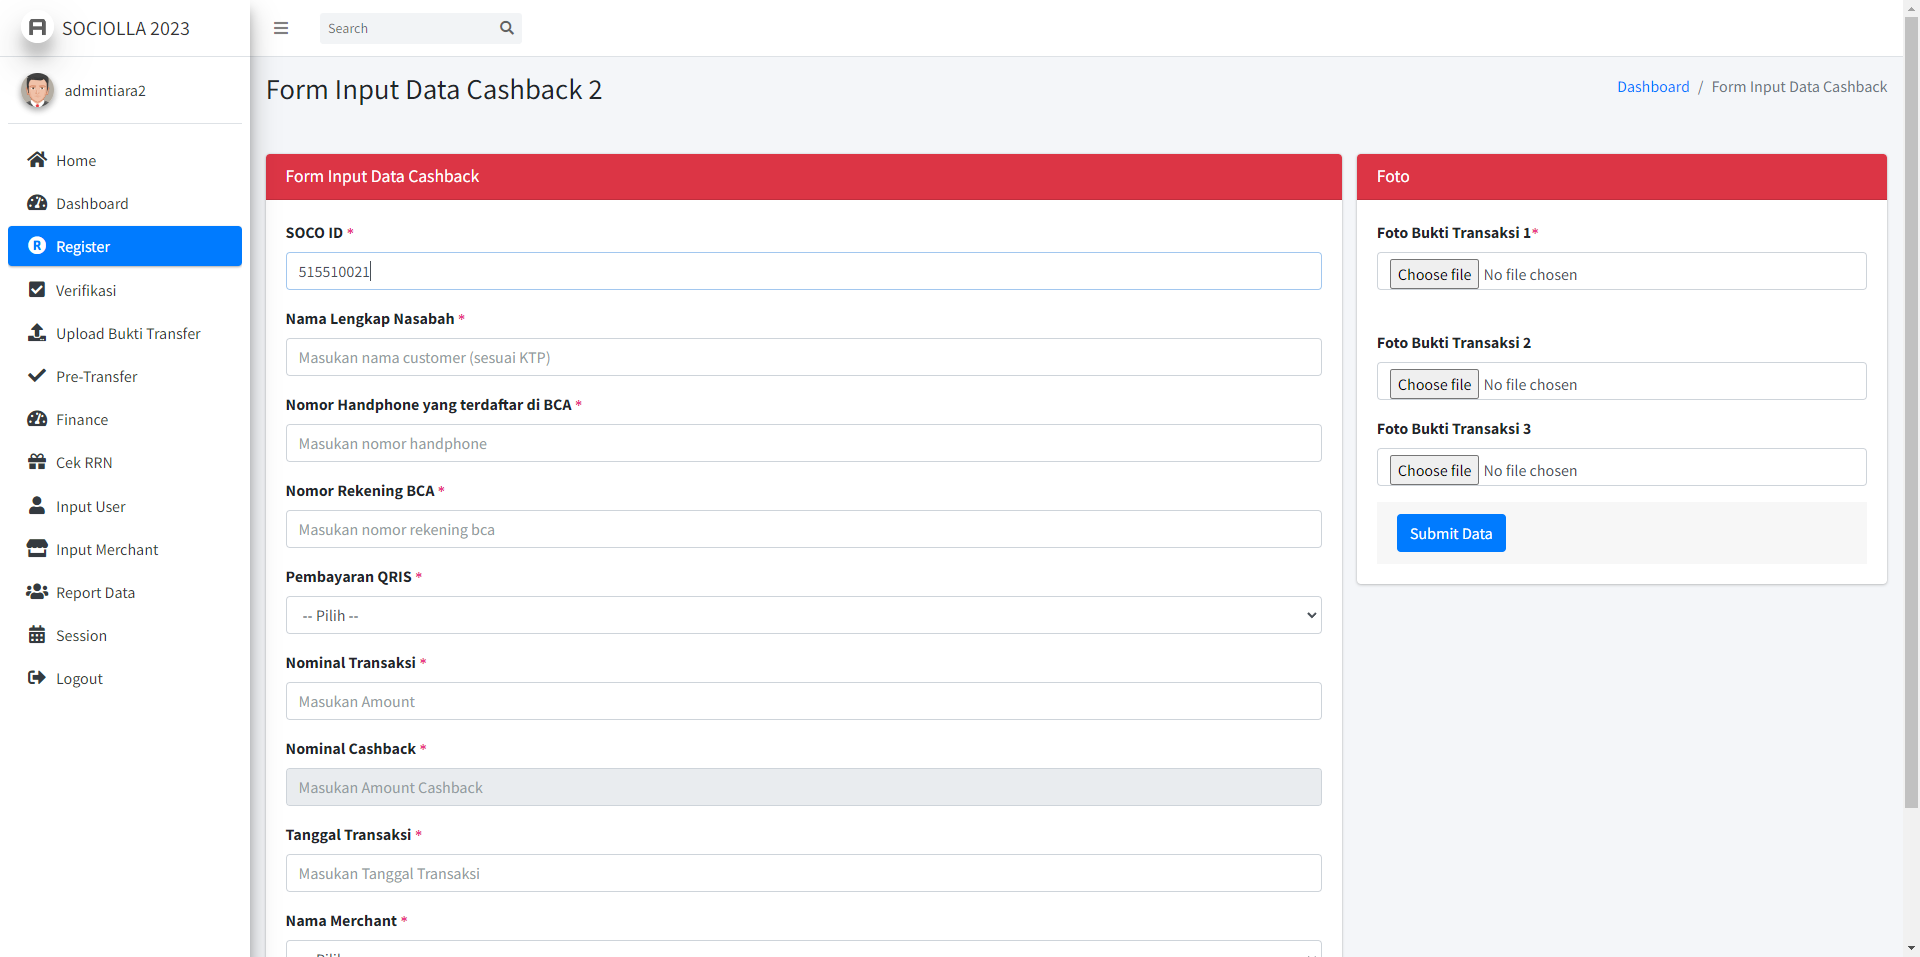 SOCIOLLA 2023
Search
admintiara2
Form Input Data Cashback 2
Dashboard / Form Input Data Cashback
Home
Dashboard
Register
Verifikasi
Upload Bukti Transfer
Pre-Transfer
Finance
Cek RRN
Input User
Input Merchant
Report Data
Session
Logout
Form Input Data Cashback
SOCO ID *
515510021
Nama Lengkap Nasabah *
Masukan nama customer (sesuai KTP)
Nomor Handphone yang terdaftar di BCA *
Masukan nomor handphone
Nomor Rekening BCA *
Masukan nomor rekening bca
Pembayaran QRIS *
-- Pilih --
Nominal Transaksi *
Masukan Amount
Nominal Cashback *
Masukan Amount Cashback
Tanggal Transaksi *
Masukan Tanggal Transaksi
Nama Merchant *
Foto
Foto Bukti Transaksi 1*
Choose file No file chosen
Foto Bukti Transaksi 2
Choose file No file chosen
Foto Bukti Transaksi 3
Choose file No file chosen
Submit Data